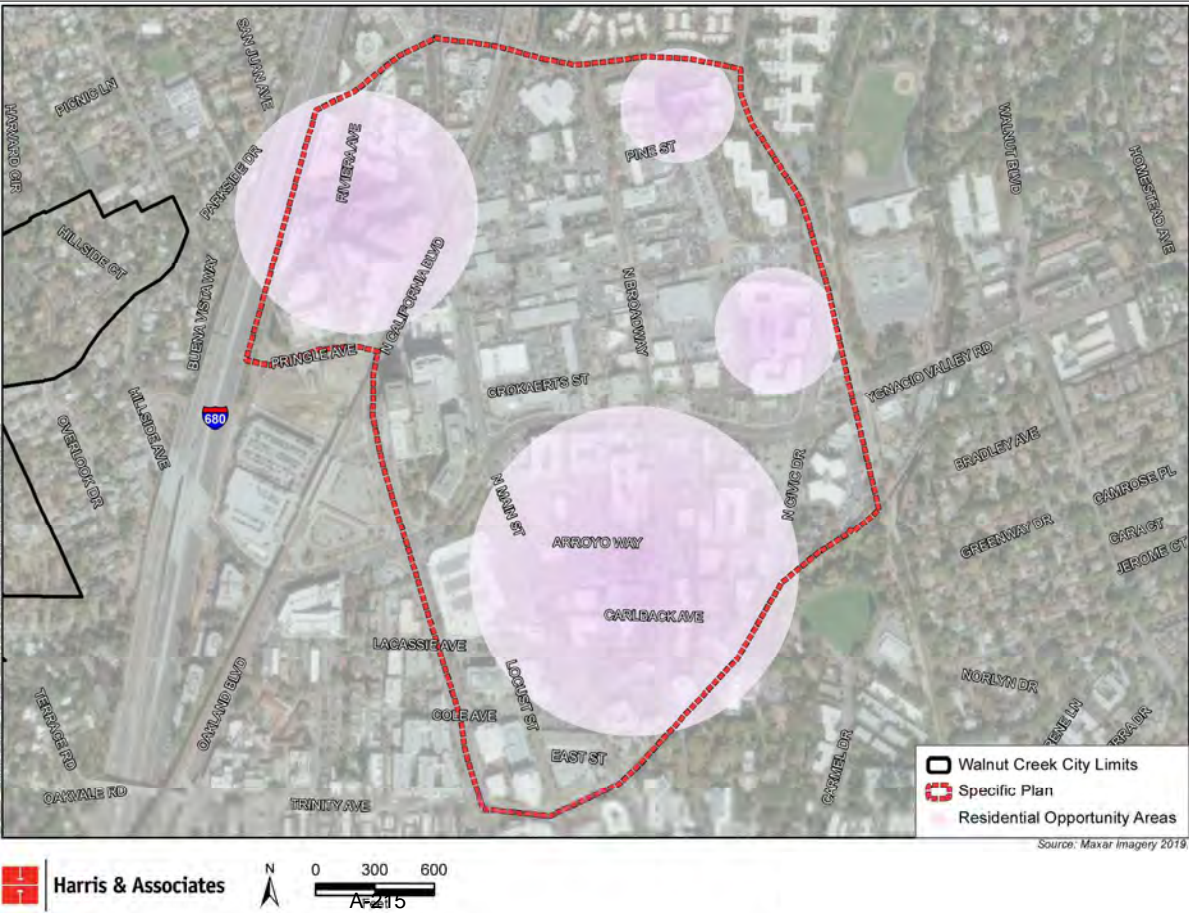 SAN JUAN AVE
PICNIC LN
HARVARD CIR
PARKSIDE DR
RIVIERA AVE
PINE ST
WALNUT BLVD
HOMESTEAD AVE
HILLSIDE CT
BUENA VISTA WAY
N CALIFORNIA BLVD
N BROADWAY
PRINGLE AVE
GROKAERTS ST
YGNACIO VALLEY RD
680
OVERLOOK DR
HILLSIDE AVE
N MAIN ST
N CIVIC DR
BRADLEY AVE
CAMROSE PL
ARROYO WAY
GREENWAY DR
CARA CT
JEROME CT
CARLBACK AVE
LACASSIE AVE
LOCUST ST
NORLYN DR
TERRACE RD
OAKLAND BLVD
COLE AVE
EAST ST
CARMEL DR
OAKVALE RD
TRINITY AVE
Walnut Creek City Limits
Specific Plan
Residential Opportunity Areas
Source: Maxar Imagery 2019.
Harris & Associates
N
0 300 600
A-215